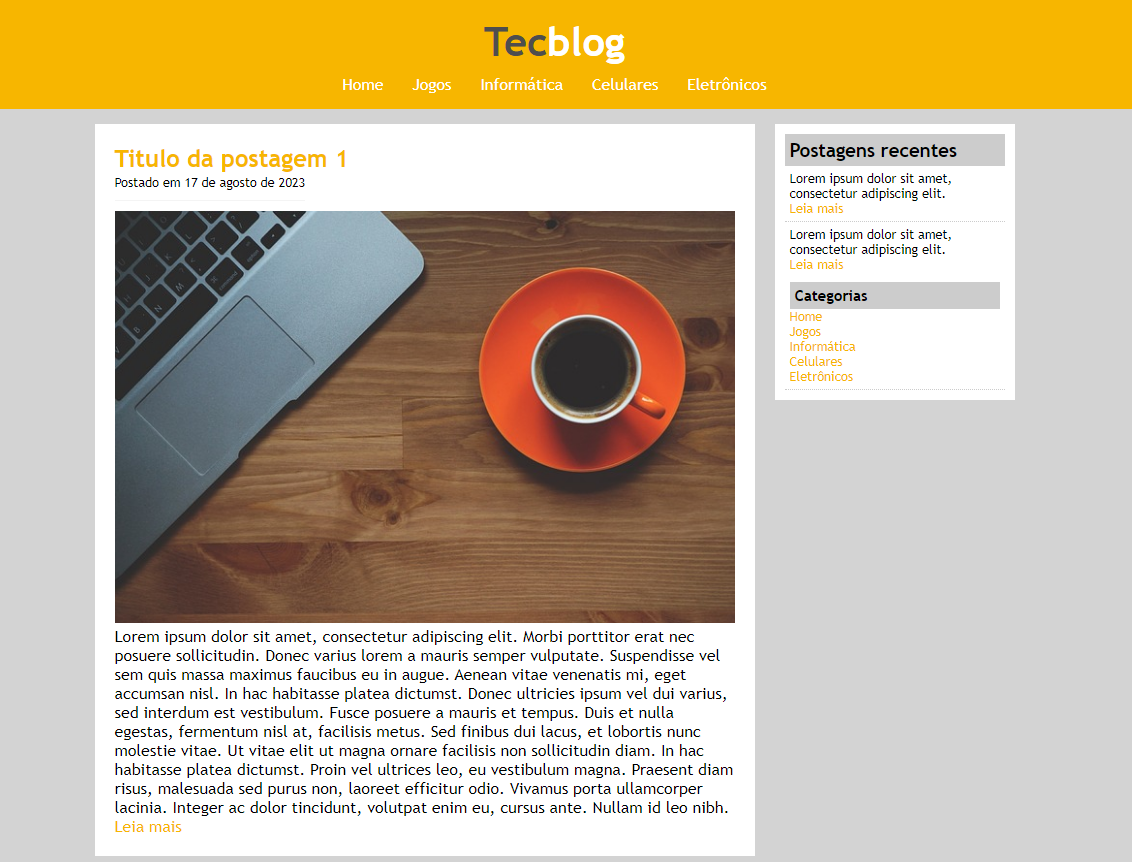 Tecblog
Home Jogos Informática Celulares Eletrônicos
Titulo da postagem 1
Postado em 17 de agosto de 2023
Lorem ipsum dolor sit amet, consectetur adipiscing elit. Morbi porttitor erat nec
posuere sollicitudin. Donec varius lorem a mauris semper vulputate. Suspendisse vel
sem quis massa maximus faucibus eu in augue. Aenean vitae venenatis mi, eget
accumsan nisl. In hac habitasse platea dictumst. Donec ultricies ipsum vel dui varius,
sed interdum est vestibulum. Fusce posuere a mauris et tempus. Duis et nulla
egestas, fermentum nisl at, facilisis metus. Sed finibus dui lacus, et lobortis nunc
molestie vitae. Ut vitae elit ut magna ornare facilisis non sollicitudin diam. In hac
habitasse platea dictumst. Proin vel ultrices leo, eu vestibulum magna. Praesent diam
risus, malesuada sed purus non, laoreet efficitur odio. Vivamus porta ullamcorper
lacinia. Integer ac dolor tincidunt, volutpat enim eu, cursus ante. Nullam id leo nibh.
Leia mais
Postagens recentes
Lorem ipsum dolor sit amet,
consectetur adipiscing elit.
Leia mais
Lorem ipsum dolor sit amet,
consectetur adipiscing elit.
Leia mais
Categorias
Home
Jogos
Informática
Celulares
Eletrônicos